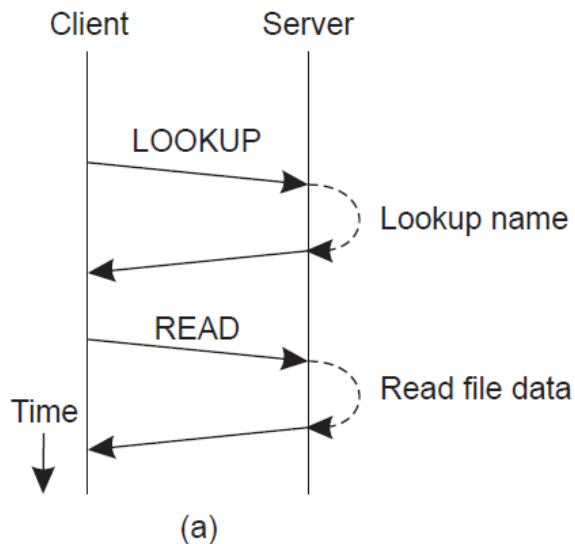 Client
Server
LOOKUP
Lookup name
READ
Read file data
Time
(a)